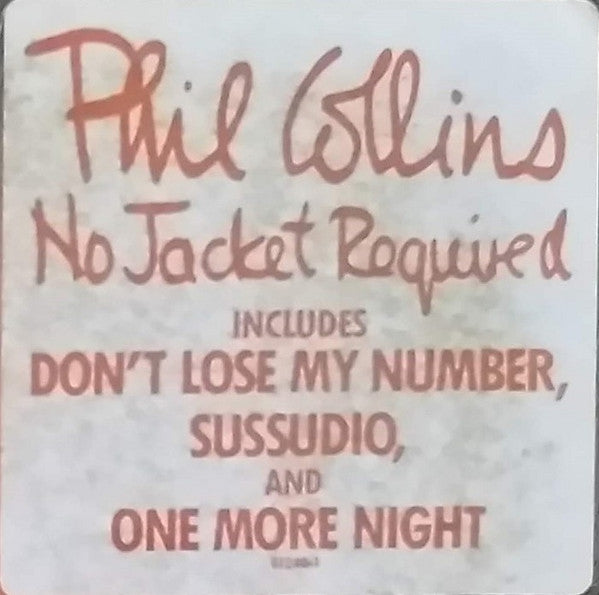 Phil Collins
No Jacket Required
INCLUDES
DON'T LOSE MY NUMBER,
SUSSUDIO,
AND
ONE MORE NIGHT